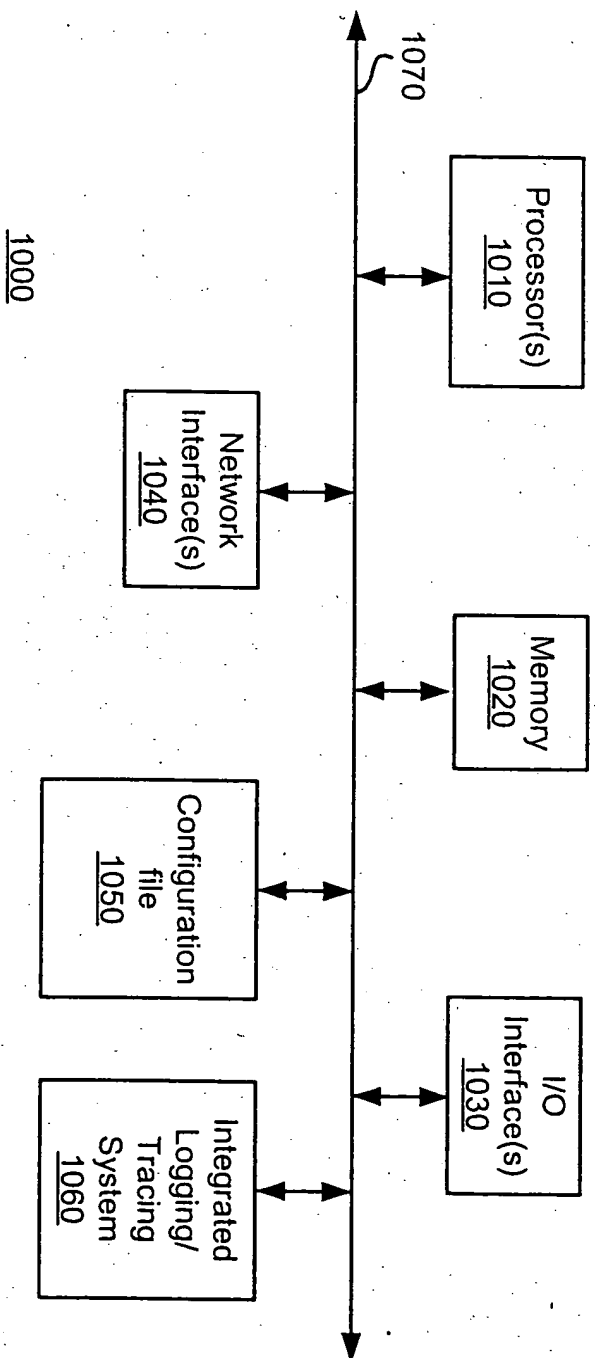 Processor(s)
1010
Memory
1020
I/O
Interface(s)
1030
1070
Network
Interface(s)
1040
Configuration
file
1050
Integrated
Logging/
Tracing
System
1060
1000